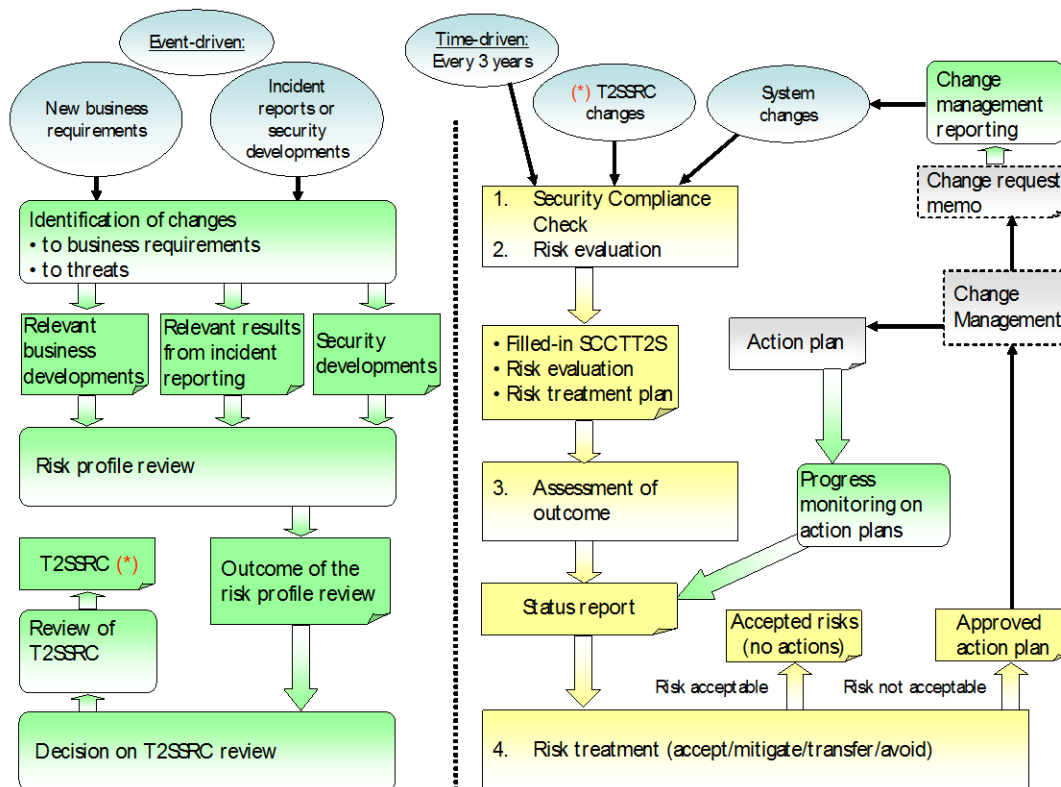 Event-driven:
New business
requirements
Incident
reports or
security
developments
Identification of changes
• to business requirements
• to threats
Relevant
business
developments
Relevant results
from incident
reporting
Security
developments
Risk profile review
T2SSRC (*)
Review of
T2SSRC
Outcome of the
risk profile review
Decision on T2SSRC review
Time-driven:
Every 3 years
(*) T2SSRC
changes
System
changes
Change
management
reporting
Change request
memo
1. Security Compliance
Check
2. Risk evaluation
Change
Management
• Filled-in SCCTT2S
• Risk evaluation
• Risk treatment plan
Action plan
3. Assessment of
outcome
Progress
monitoring on
action plans
Status report
Accepted risks
(no actions)
Approved
action plan
Risk acceptable
Risk not acceptable
4. Risk treatment (accept/mitigate/transfer/avoid)